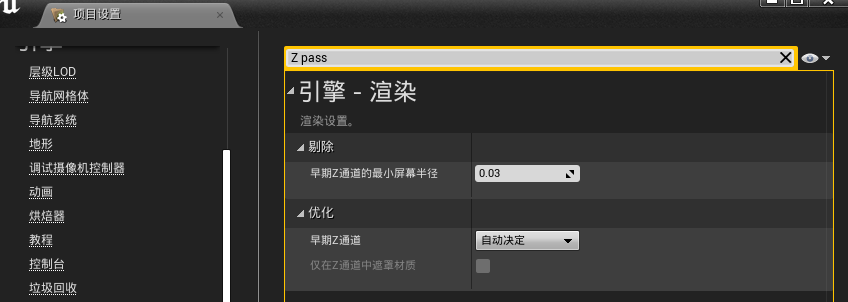 项目设置
层级LOD
导航网格体
导航系统
地形
调试摄像机控制器
动画
烘焙器
教程
控制台
垃圾回收
Z pass
引擎 - 渲染
渲染设置。
剔除
早期Z通道的最小屏幕半径
0.03
优化
早期Z通道
自动决定
仅在Z通道中遮罩材质